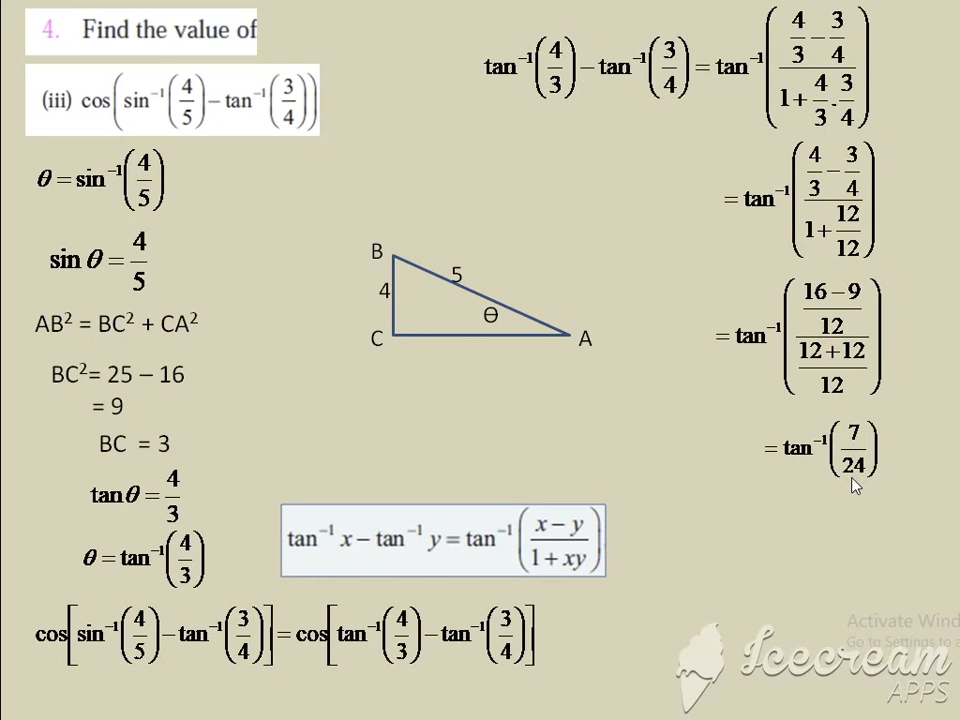 4. Find the value of
(iii) cos(sin⁻¹(4/5) − tan⁻¹(3/4))
θ = sin⁻¹(4/5)
sin θ = 4/5
AB² = BC² + CA²
BC² = 25 – 16
= 9
BC = 3
tan θ = 4/3
θ = tan⁻¹(4/3)
cos[sin⁻¹(4/5) − tan⁻¹(3/4)] = cos[tan⁻¹(4/3) − tan⁻¹(3/4)]
B
5
4
θ
C
A
tan⁻¹ x − tan⁻¹ y = tan⁻¹((x − y)/(1 + xy))
tan⁻¹(4/3) − tan⁻¹(3/4) = tan⁻¹((4/3 − 3/4)/(1 + 4/3 . 3/4))
= tan⁻¹((4/3 − 3/4)/(1 + 12/12))
= tan⁻¹(((16 − 9)/12)/((12 + 12)/12))
= tan⁻¹(7/24)
Activate Wind
Go to Settings to a
Icecream
APPS